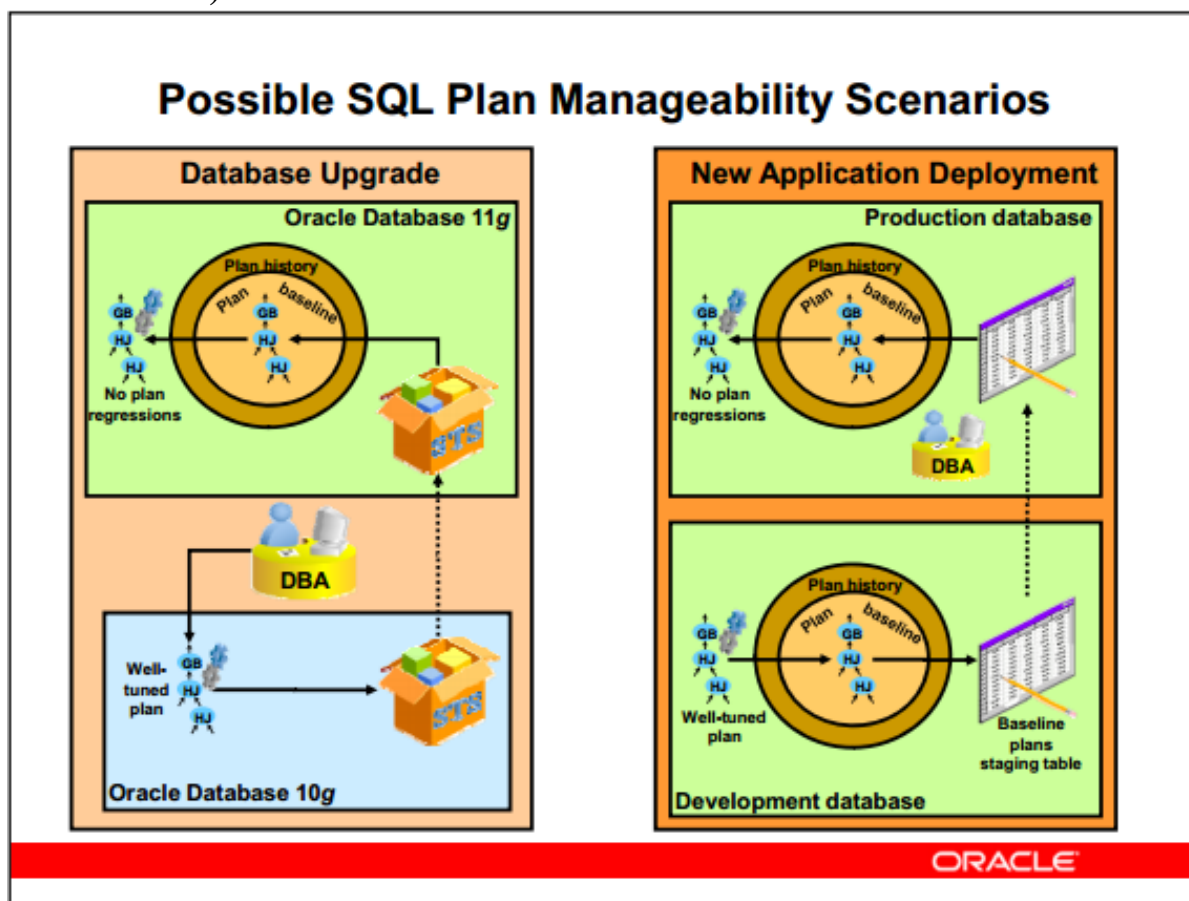 Possible SQL Plan Manageability Scenarios
Database Upgrade
Oracle Database 11g
Plan history
Plan baseline
GB
HJ
HJ
GB
HJ
HJ
No plan
regressions
STS
DBA
Well-
tuned
plan
GB
HJ
HJ
STS
Oracle Database 10g
New Application Deployment
Production database
Plan history
Plan baseline
GB
HJ
HJ
GB
HJ
HJ
No plan
regressions
DBA
Plan history
Plan baseline
GB
HJ
HJ
GB
HJ
HJ
Well-tuned
plan
Baseline
plans
staging table
Development database
ORACLE